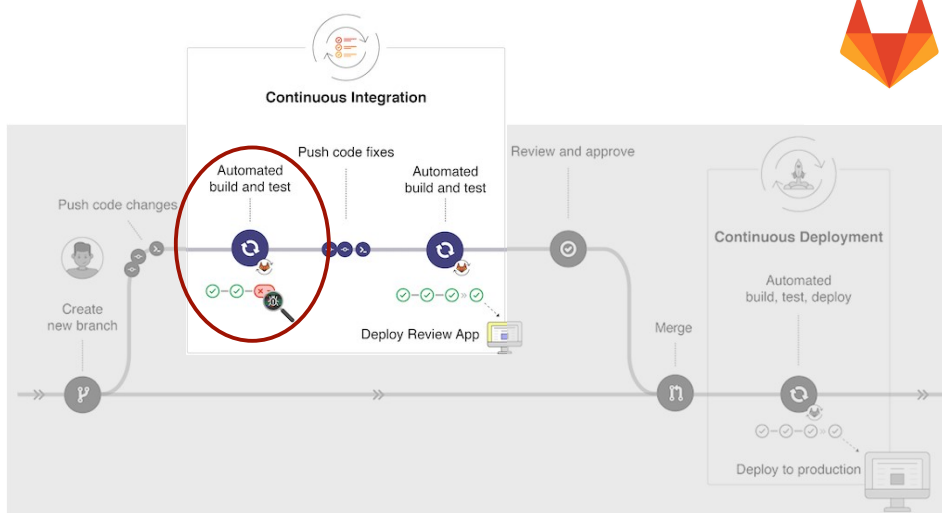 Continuous Integration
Push code fixes
Automated
build and test
Automated
build and test
Review and approve
Push code changes
Continuous Deployment
Create
new branch
Automated
build, test, deploy
Deploy Review App
Merge
Deploy to production